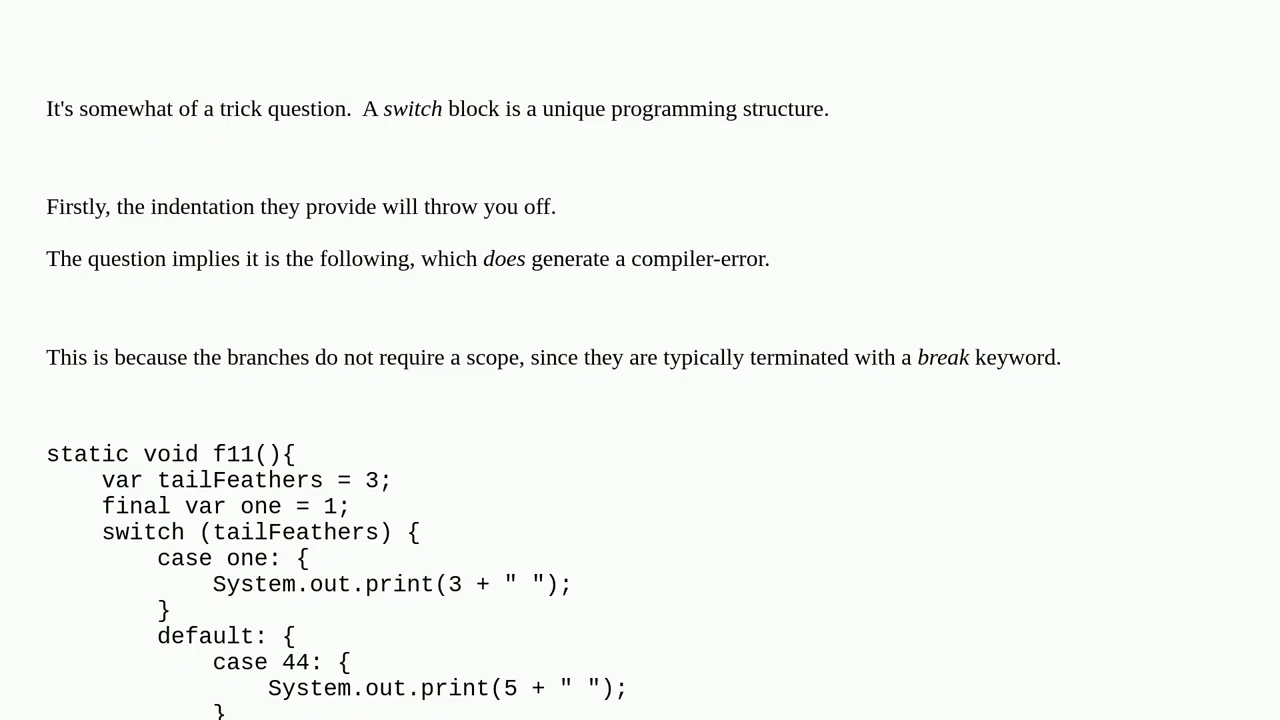 It's somewhat of a trick question.  A switch block is a unique programming structure.
Firstly, the indentation they provide will throw you off.
The question implies it is the following, which does generate a compiler-error.
This is because the branches do not require a scope, since they are typically terminated with a break keyword.
static void f11(){
    var tailFeathers = 3;
    final var one = 1;
    switch (tailFeathers) {
        case one: {
            System.out.print(3 + " ");
        }
        default: {
            case 44: {
                System.out.print(5 + " ");
            }